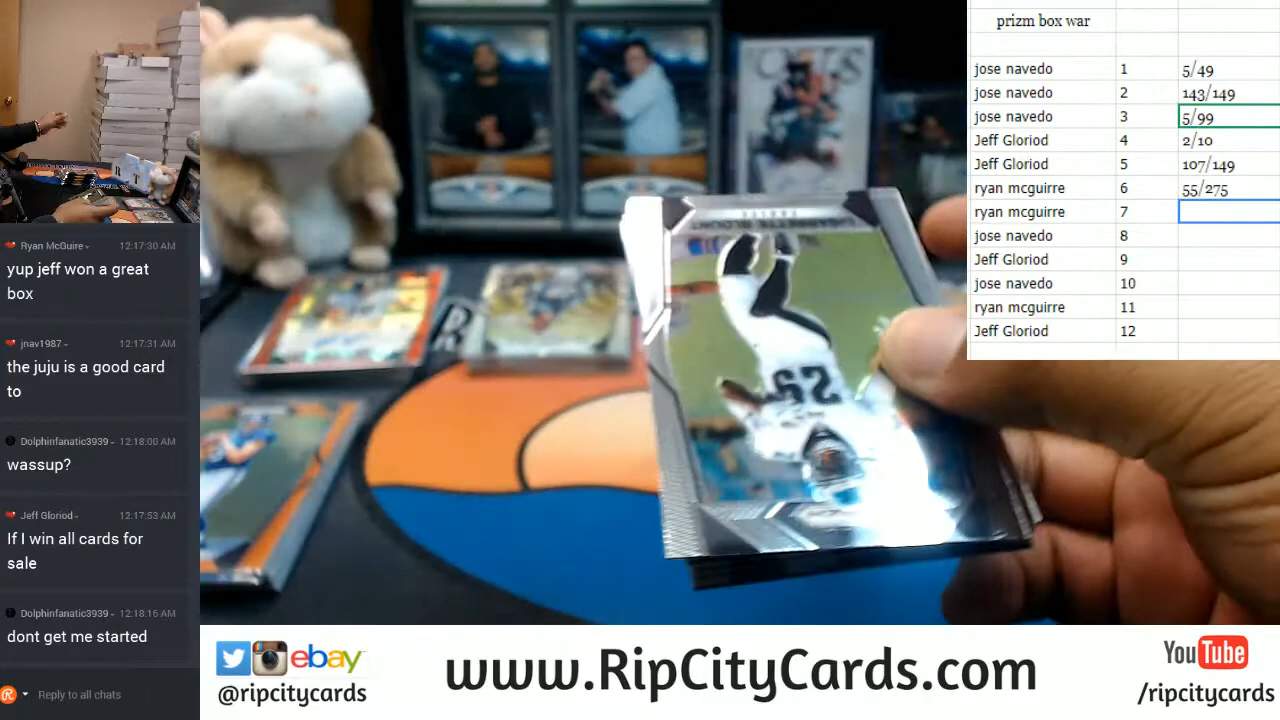 Ryan McGuire
12:17:30 AM
yup jeff won a great
box
jnav1987
12:17:31 AM
the juju is a good card
to
Dolphinfanatic3939
12:18:00 AM
wassup?
Jeff Gloriod
12:17:53 AM
If I win all cards for
sale
Dolphinfanatic3939
12:18:16 AM
dont get me started
Reply to all chats
prizm box war
jose navedo 1 5/49
jose navedo 2 143/149
jose navedo 3 5/99
Jeff Gloriod 4 2/10
Jeff Gloriod 5 107/149
ryan mcguirre 6 55/275
ryan mcguirre 7
jose navedo 8
Jeff Gloriod 9
jose navedo 10
ryan mcguirre 11
Jeff Gloriod 12
LEGARRETTE BLOUNT
29
ebay
@ripcitycards
www.RipCityCards.com
YouTube
/ripcitycards